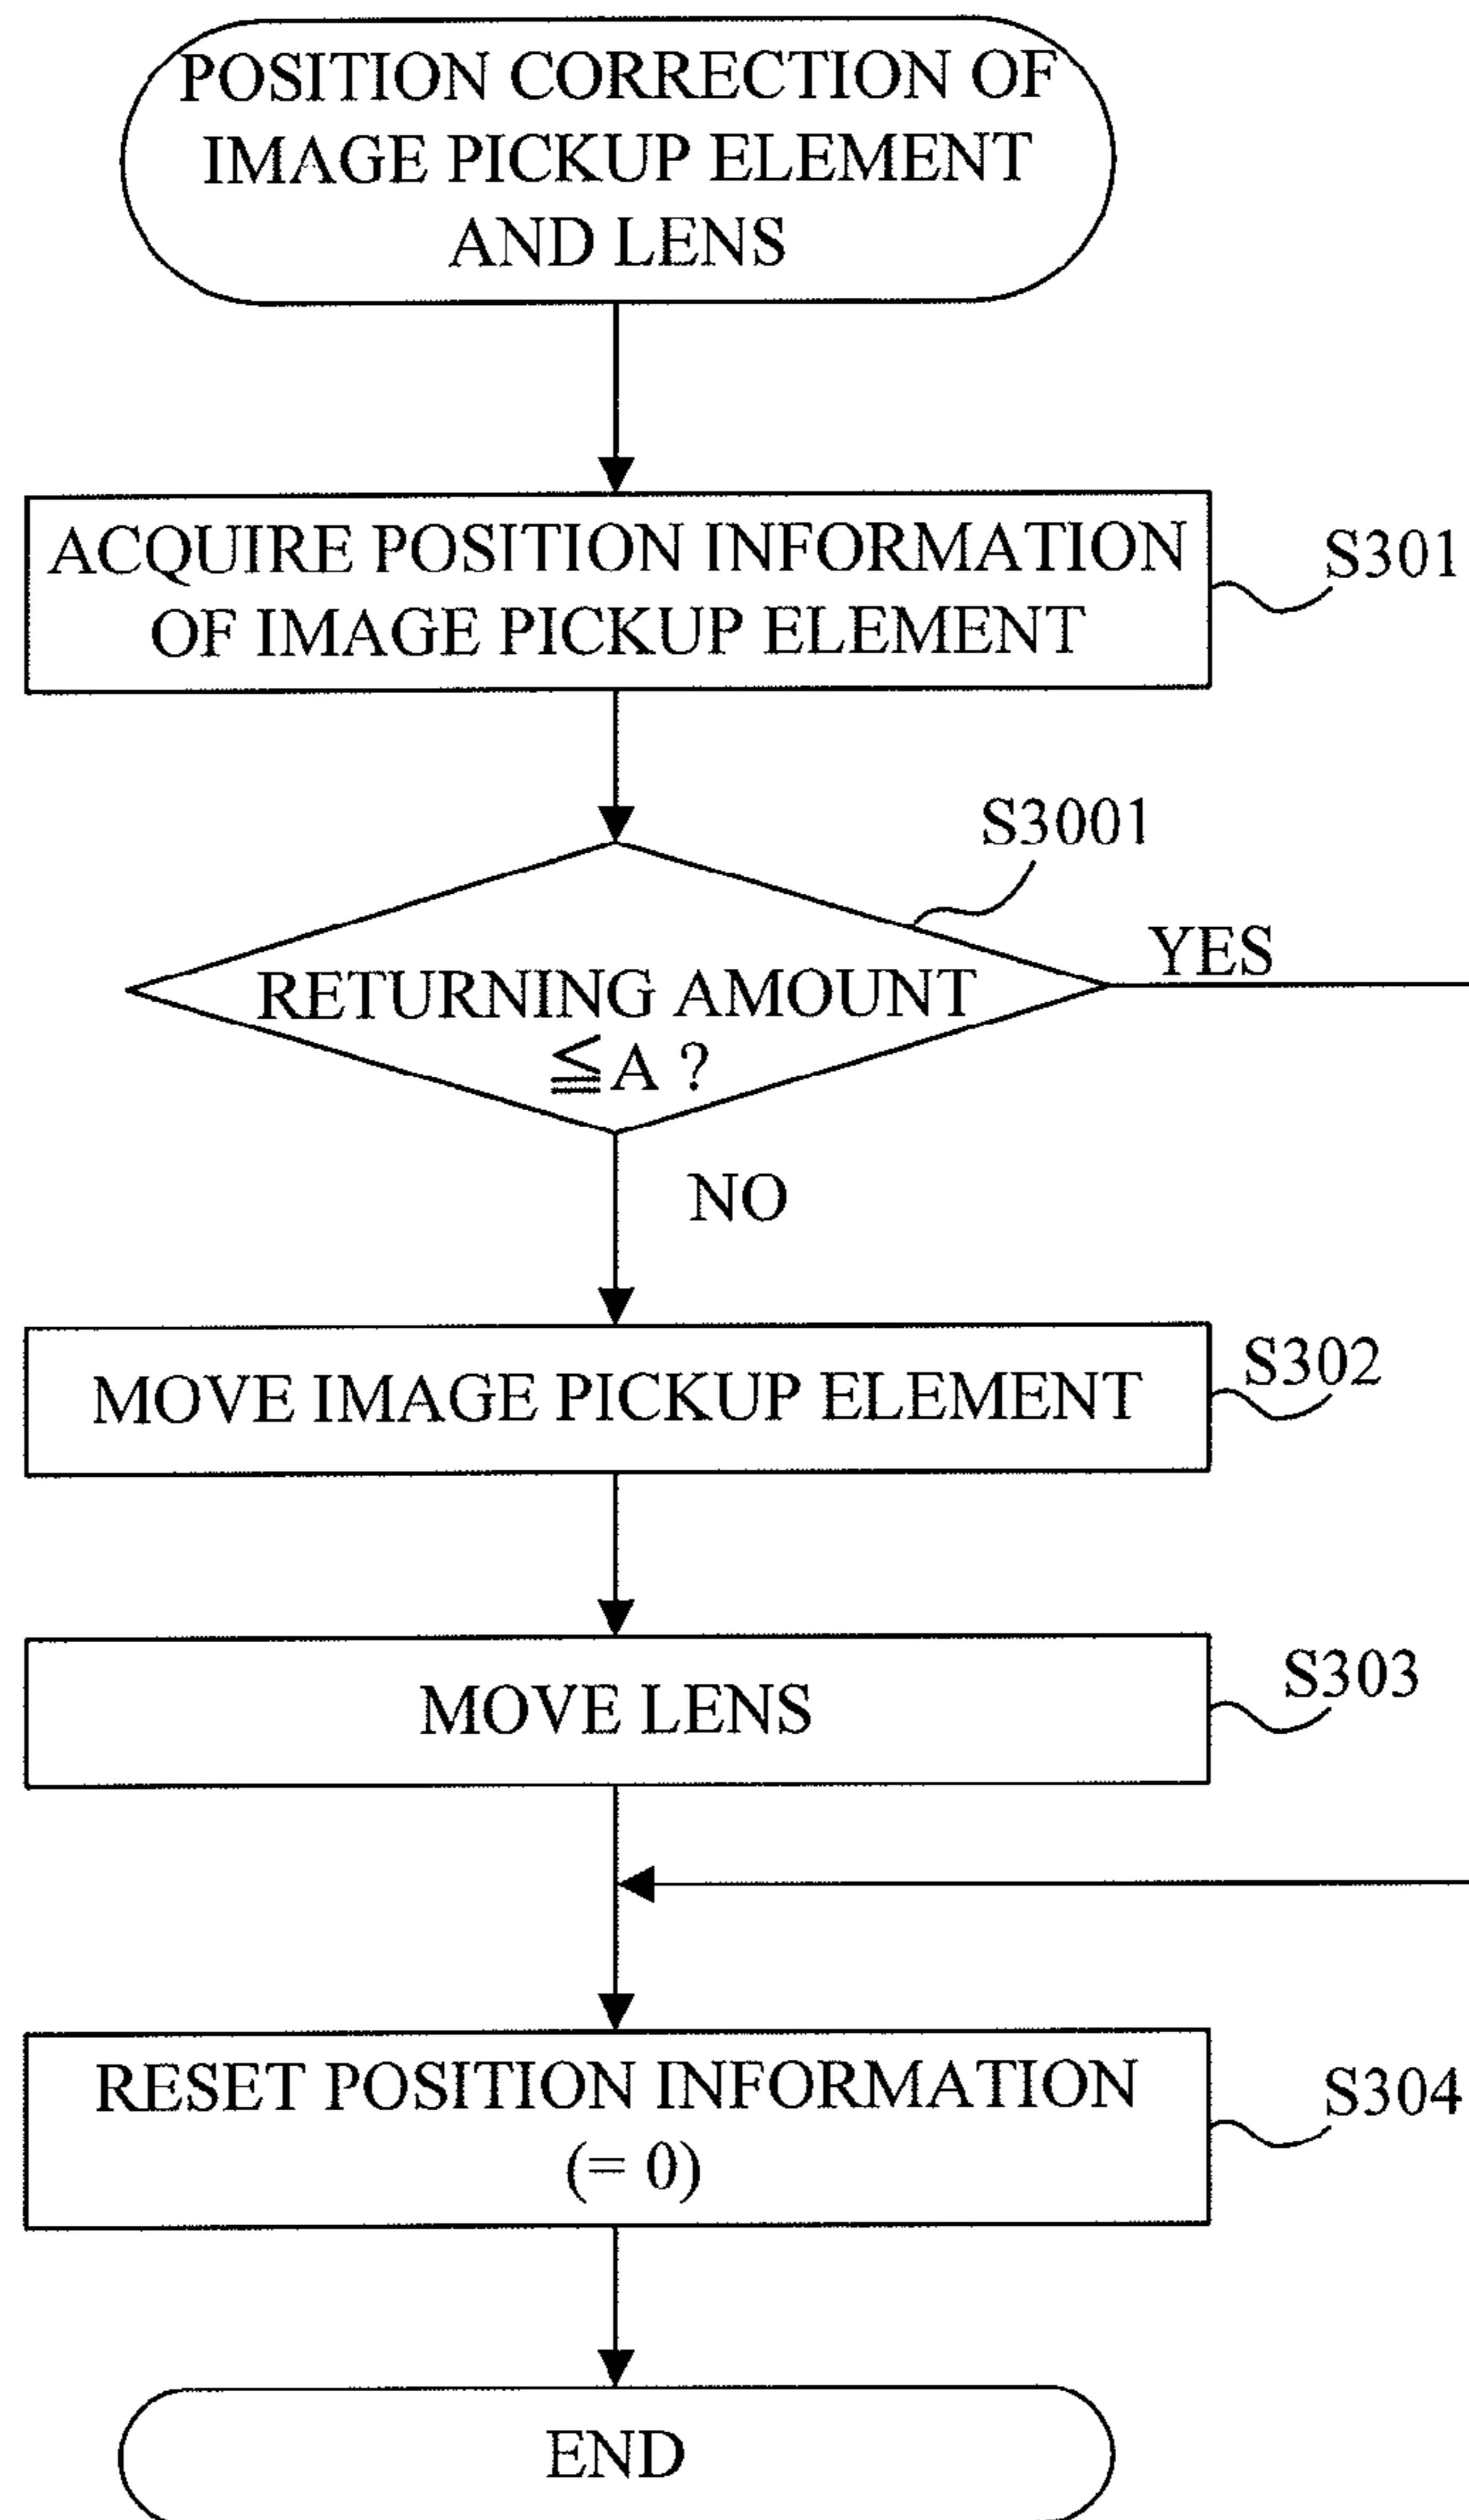 POSITION CORRECTION OF
IMAGE PICKUP ELEMENT
AND LENS
ACQUIRE POSITION INFORMATION
OF IMAGE PICKUP ELEMENT
S301
S3001
RETURNING AMOUNT
≦A ?
YES
NO
MOVE IMAGE PICKUP ELEMENT
S302
MOVE LENS
S303
RESET POSITION INFORMATION
(= 0)
S304
END